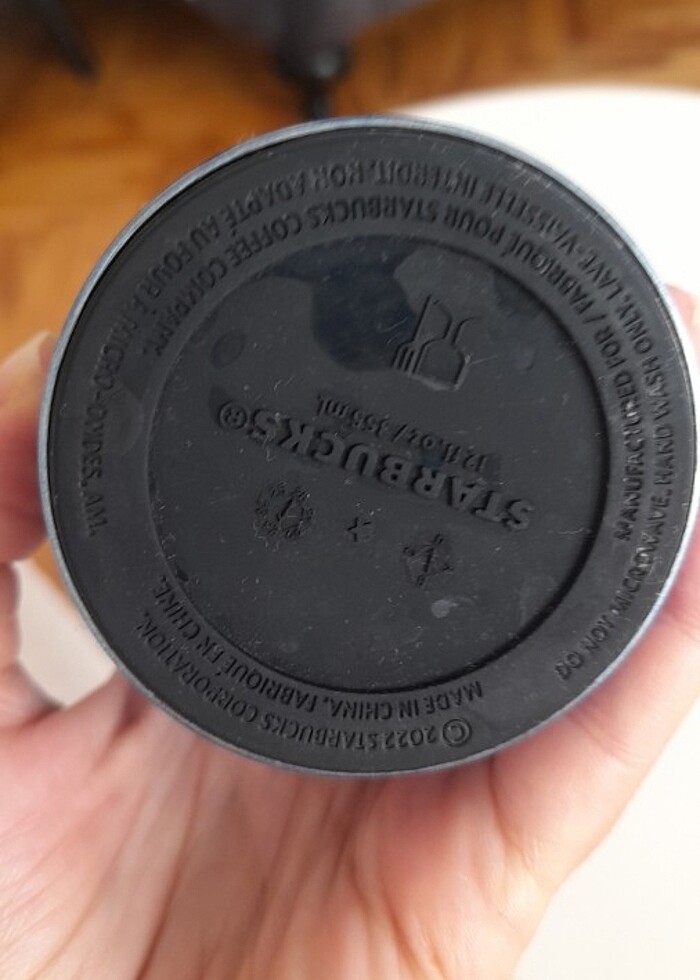 DO NOT MICROWAVE. HAND WASH ONLY. LAVE-VAISSELLE INTERDIT. NON ADAPTÉ AU FOUR À MICRO-ONDES. AM.
MANUFACTURED FOR / FABRIQUÉ POUR STARBUCKS COFFEE COMPANY.
STARBUCKS®
12 fl oz / 355 mL
© 2022 STARBUCKS CORPORATION.
MADE IN CHINA. FABRIQUÉ EN CHINE.